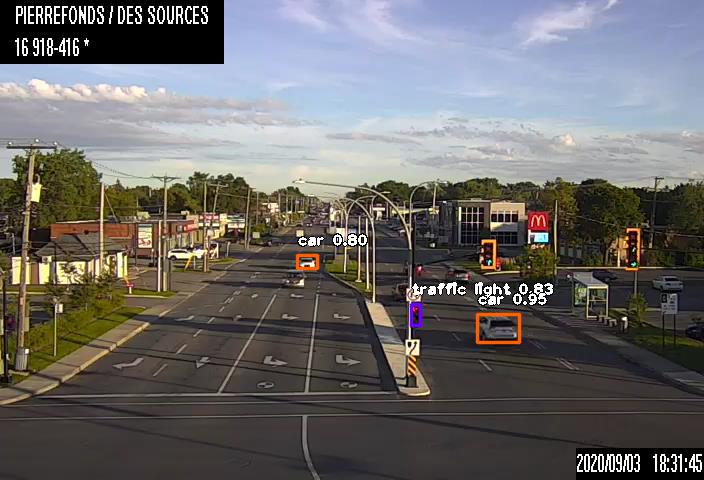 PIERREFONDS / DES SOURCES
16 918-416 *
car 0.80
traffic light 0.83
car 0.95
2020/09/03 18:31:45